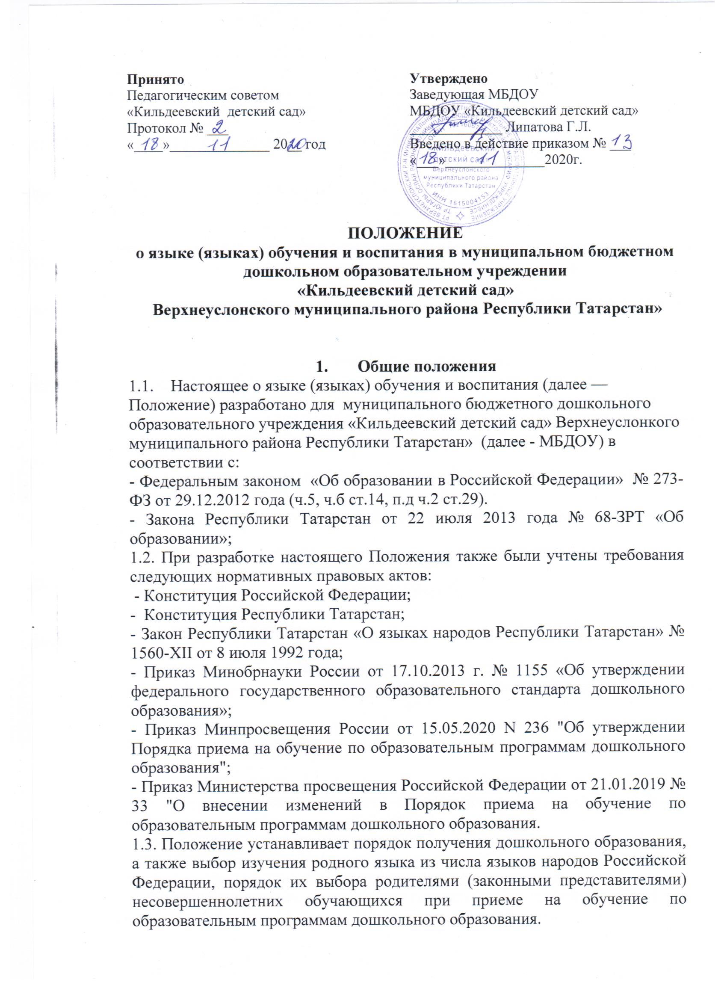 Принято
Педагогическим советом
«Кильдеевский  детский сад»
Протокол № 2
«18» 11 2020 год
Утверждено
Заведующая МБДОУ
МБДОУ «Кильдеевский детский сад»
Липатова Г.Л.
Введено в действие приказом № 13
«18» 11 2020г.
«Кильдеевский
детский сад»
Верхнеуслонского
муниципального района
Республики Татарстан
ИНН 1615004153
ПОЛОЖЕНИЕ
о языке (языках) обучения и воспитания в муниципальном бюджетном
дошкольном образовательном учреждении
«Кильдеевский детский сад»
Верхнеуслонского муниципального района Республики Татарстан»
1. Общие положения
1.1. Настоящее о языке (языках) обучения и воспитания (далее —
Положение) разработано для  муниципального бюджетного дошкольного
образовательного учреждения «Кильдеевский детский сад» Верхнеуслонкого
муниципального района Республики Татарстан»  (далее - МБДОУ) в
соответствии с:
- Федеральным законом  «Об образовании в Российской Федерации»  № 273-
ФЗ от 29.12.2012 года (ч.5, ч.б ст.14, п.д ч.2 ст.29).
- Закона Республики Татарстан от 22 июля 2013 года № 68-ЗРТ «Об
образовании»;
1.2. При разработке настоящего Положения также были учтены требования
следующих нормативных правовых актов:
- Конституция Российской Федерации;
-  Конституция Республики Татарстан;
- Закон Республики Татарстан «О языках народов Республики Татарстан» №
1560-XII от 8 июля 1992 года;
- Приказ Минобрнауки России от 17.10.2013 г. № 1155 «Об утверждении
федерального государственного образовательного стандарта дошкольного
образования»;
- Приказ Минпросвещения России от 15.05.2020 N 236 "Об утверждении
Порядка приема на обучение по образовательным программам дошкольного
образования";
- Приказ Министерства просвещения Российской Федерации от 21.01.2019 №
33 "О внесении изменений в Порядок приема на обучение по
образовательным программам дошкольного образования.
1.3. Положение устанавливает порядок получения дошкольного образования,
а также выбор изучения родного языка из числа языков народов Российской
Федерации, порядок их выбора родителями (законными представителями)
несовершеннолетних обучающихся при приеме на обучение по
образовательным программам дошкольного образования.